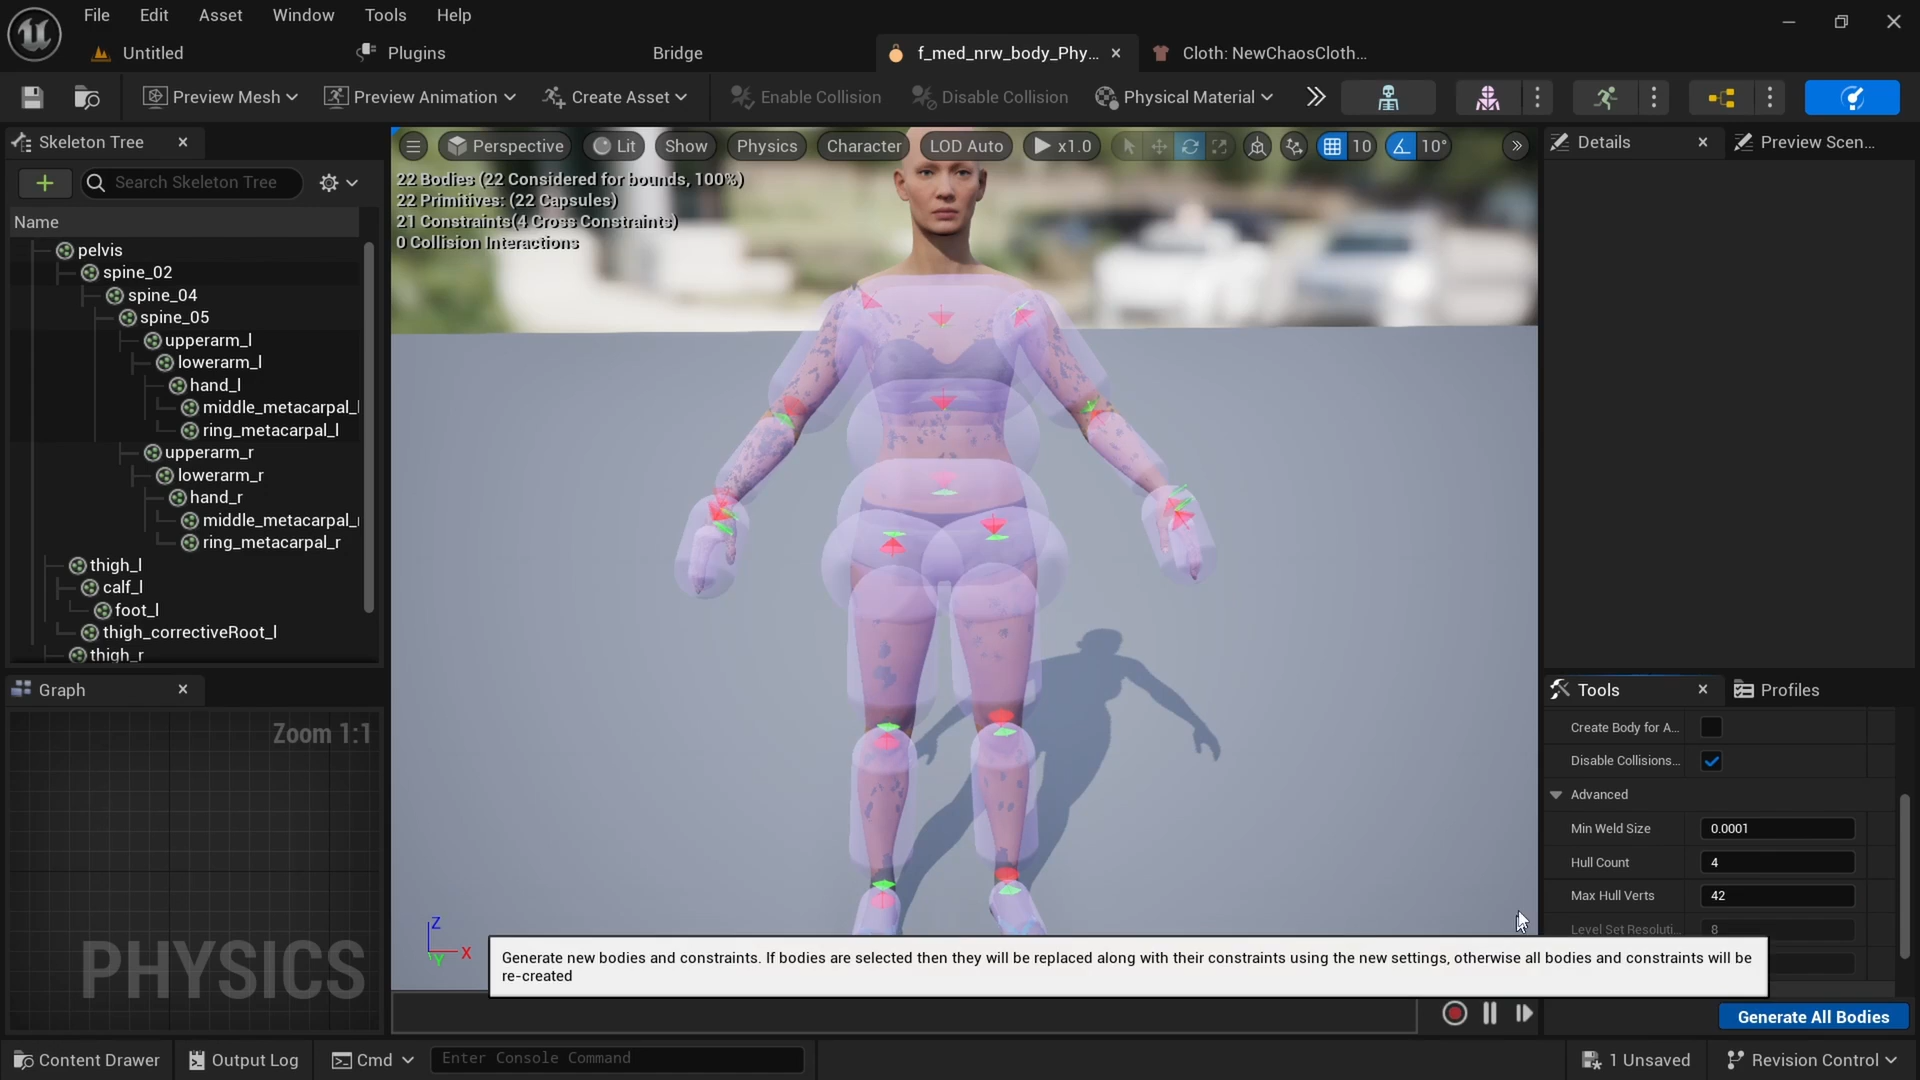 File
Edit
Asset
Window
Tools
Help
Untitled
Plugins
Bridge
f_med_nrw_body_Phy...
Cloth: NewChaosCloth...
Preview Mesh
Preview Animation
Create Asset
Enable Collision
Disable Collision
Physical Material
Skeleton Tree
Perspective
Lit
Show
Physics
Character
LOD Auto
x1.0
10
10°
Details
Preview Scen...
Search Skeleton Tree
22 Bodies (22 Considered for bounds, 100%)
22 Primitives: (22 Capsules)
21 Constraints(4 Cross Constraints)
0 Collision Interactions
Name
pelvis
spine_02
spine_04
spine_05
upperarm_l
lowerarm_l
hand_l
middle_metacarpal_l
ring_metacarpal_l
upperarm_r
lowerarm_r
hand_r
middle_metacarpal_r
ring_metacarpal_r
thigh_l
calf_l
foot_l
thigh_correctiveRoot_l
thigh_r
Graph
Zoom 1:1
PHYSICS
Z
X
Y
Tools
Profiles
Create Body for A...
Disable Collisions...
Advanced
Min Weld Size
0.0001
Hull Count
4
Max Hull Verts
42
Level Set Resoluti...
8
Generate new bodies and constraints. If bodies are selected then they will be replaced along with their constraints using the new settings, otherwise all bodies and constraints will be
re-created
Generate All Bodies
Content Drawer
Output Log
Cmd
Enter Console Command
1 Unsaved
Revision Control